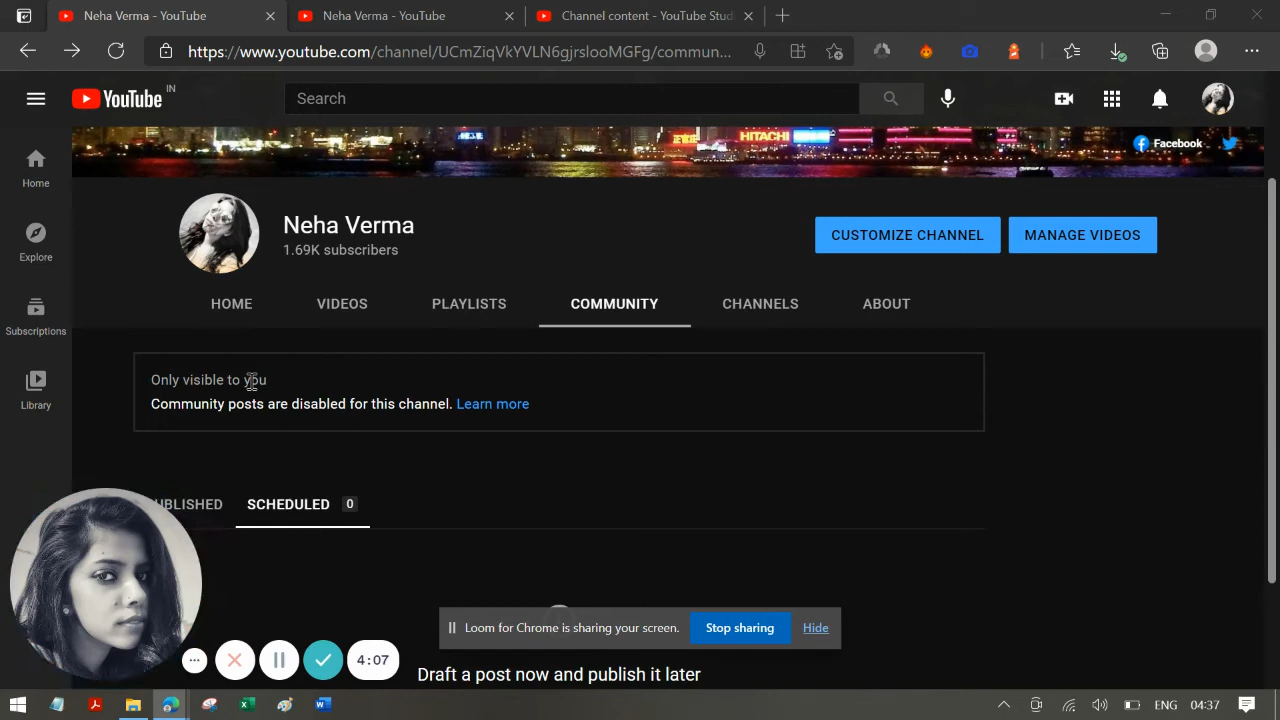 Neha Verma - YouTube
Neha Verma - YouTube
Channel content - YouTube Stud
https://www.youtube.com/channel/UCmZiqVkYVLN6gjrslooMGFg/commun...
YouTube IN
Search
HITACHI
Facebook
Home
Explore
Subscriptions
Library
Neha Verma
1.69K subscribers
CUSTOMIZE CHANNEL
MANAGE VIDEOS
HOME VIDEOS PLAYLISTS COMMUNITY CHANNELS ABOUT
Only visible to you
Community posts are disabled for this channel. Learn more
UBLISHED
SCHEDULED 0
Loom for Chrome is sharing your screen.
Stop sharing
Hide
4:07
Draft a post now and publish it later
ENG 04:37